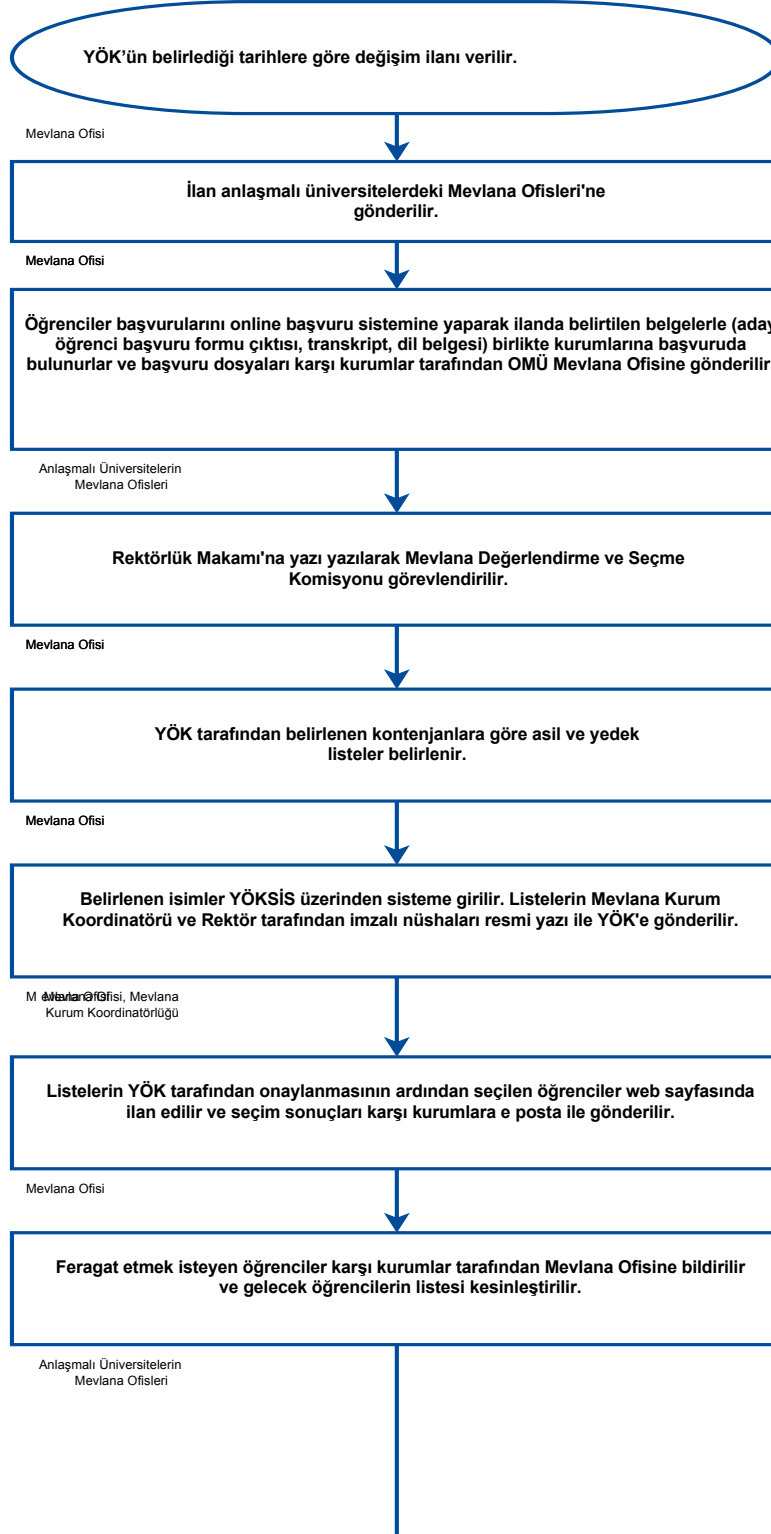 YÖK'ün belirlediği tarihlere göre değişim ilanı verilir.
Mevlana Ofisi
İlan anlaşmalı üniversitelerdeki Mevlana Ofisleri'ne
gönderilir.
Mevlana Ofisi
Öğrenciler başvurularını online başvuru sistemine yaparak ilanda belirtilen belgelerle (aday
öğrenci başvuru formu çıktısı, transkript, dil belgesi) birlikte kurumlarına başvuruda
bulunurlar ve başvuru dosyaları karşı kurumlar tarafından OMÜ Mevlana Ofisine gönderilir
Anlaşmalı Üniversitelerin
Mevlana Ofisleri
Rektörlük Makamı'na yazı yazılarak Mevlana Değerlendirme ve Seçme
Komisyonu görevlendirilir.
Mevlana Ofisi
YÖK tarafından belirlenen kontenjanlara göre asil ve yedek
listeler belirlenir.
Mevlana Ofisi
Belirlenen isimler YÖKSİS üzerinden sisteme girilir. Listelerin Mevlana Kurum
Koordinatörü ve Rektör tarafından imzalı nüshaları resmi yazı ile YÖK'e gönderilir.
Mevlana Ofisi, Mevlana
Kurum Koordinatörlüğü
Listelerin YÖK tarafından onaylanmasının ardından seçilen öğrenciler web sayfasında
ilan edilir ve seçim sonuçları karşı kurumlara e posta ile gönderilir.
Mevlana Ofisi
Feragat etmek isteyen öğrenciler karşı kurumlar tarafından Mevlana Ofisine bildirilir
ve gelecek öğrencilerin listesi kesinleştirilir.
Anlaşmalı Üniversitelerin
Mevlana Ofisleri